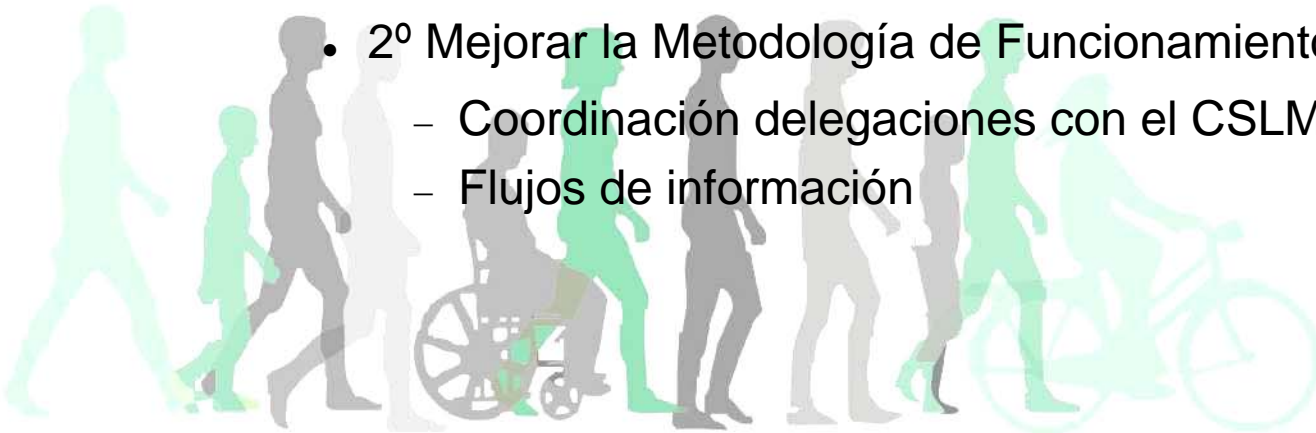 • 2º Mejorar la Metodología de Funcionamient
– Coordinación delegaciones con el CSLM
– Flujos de información